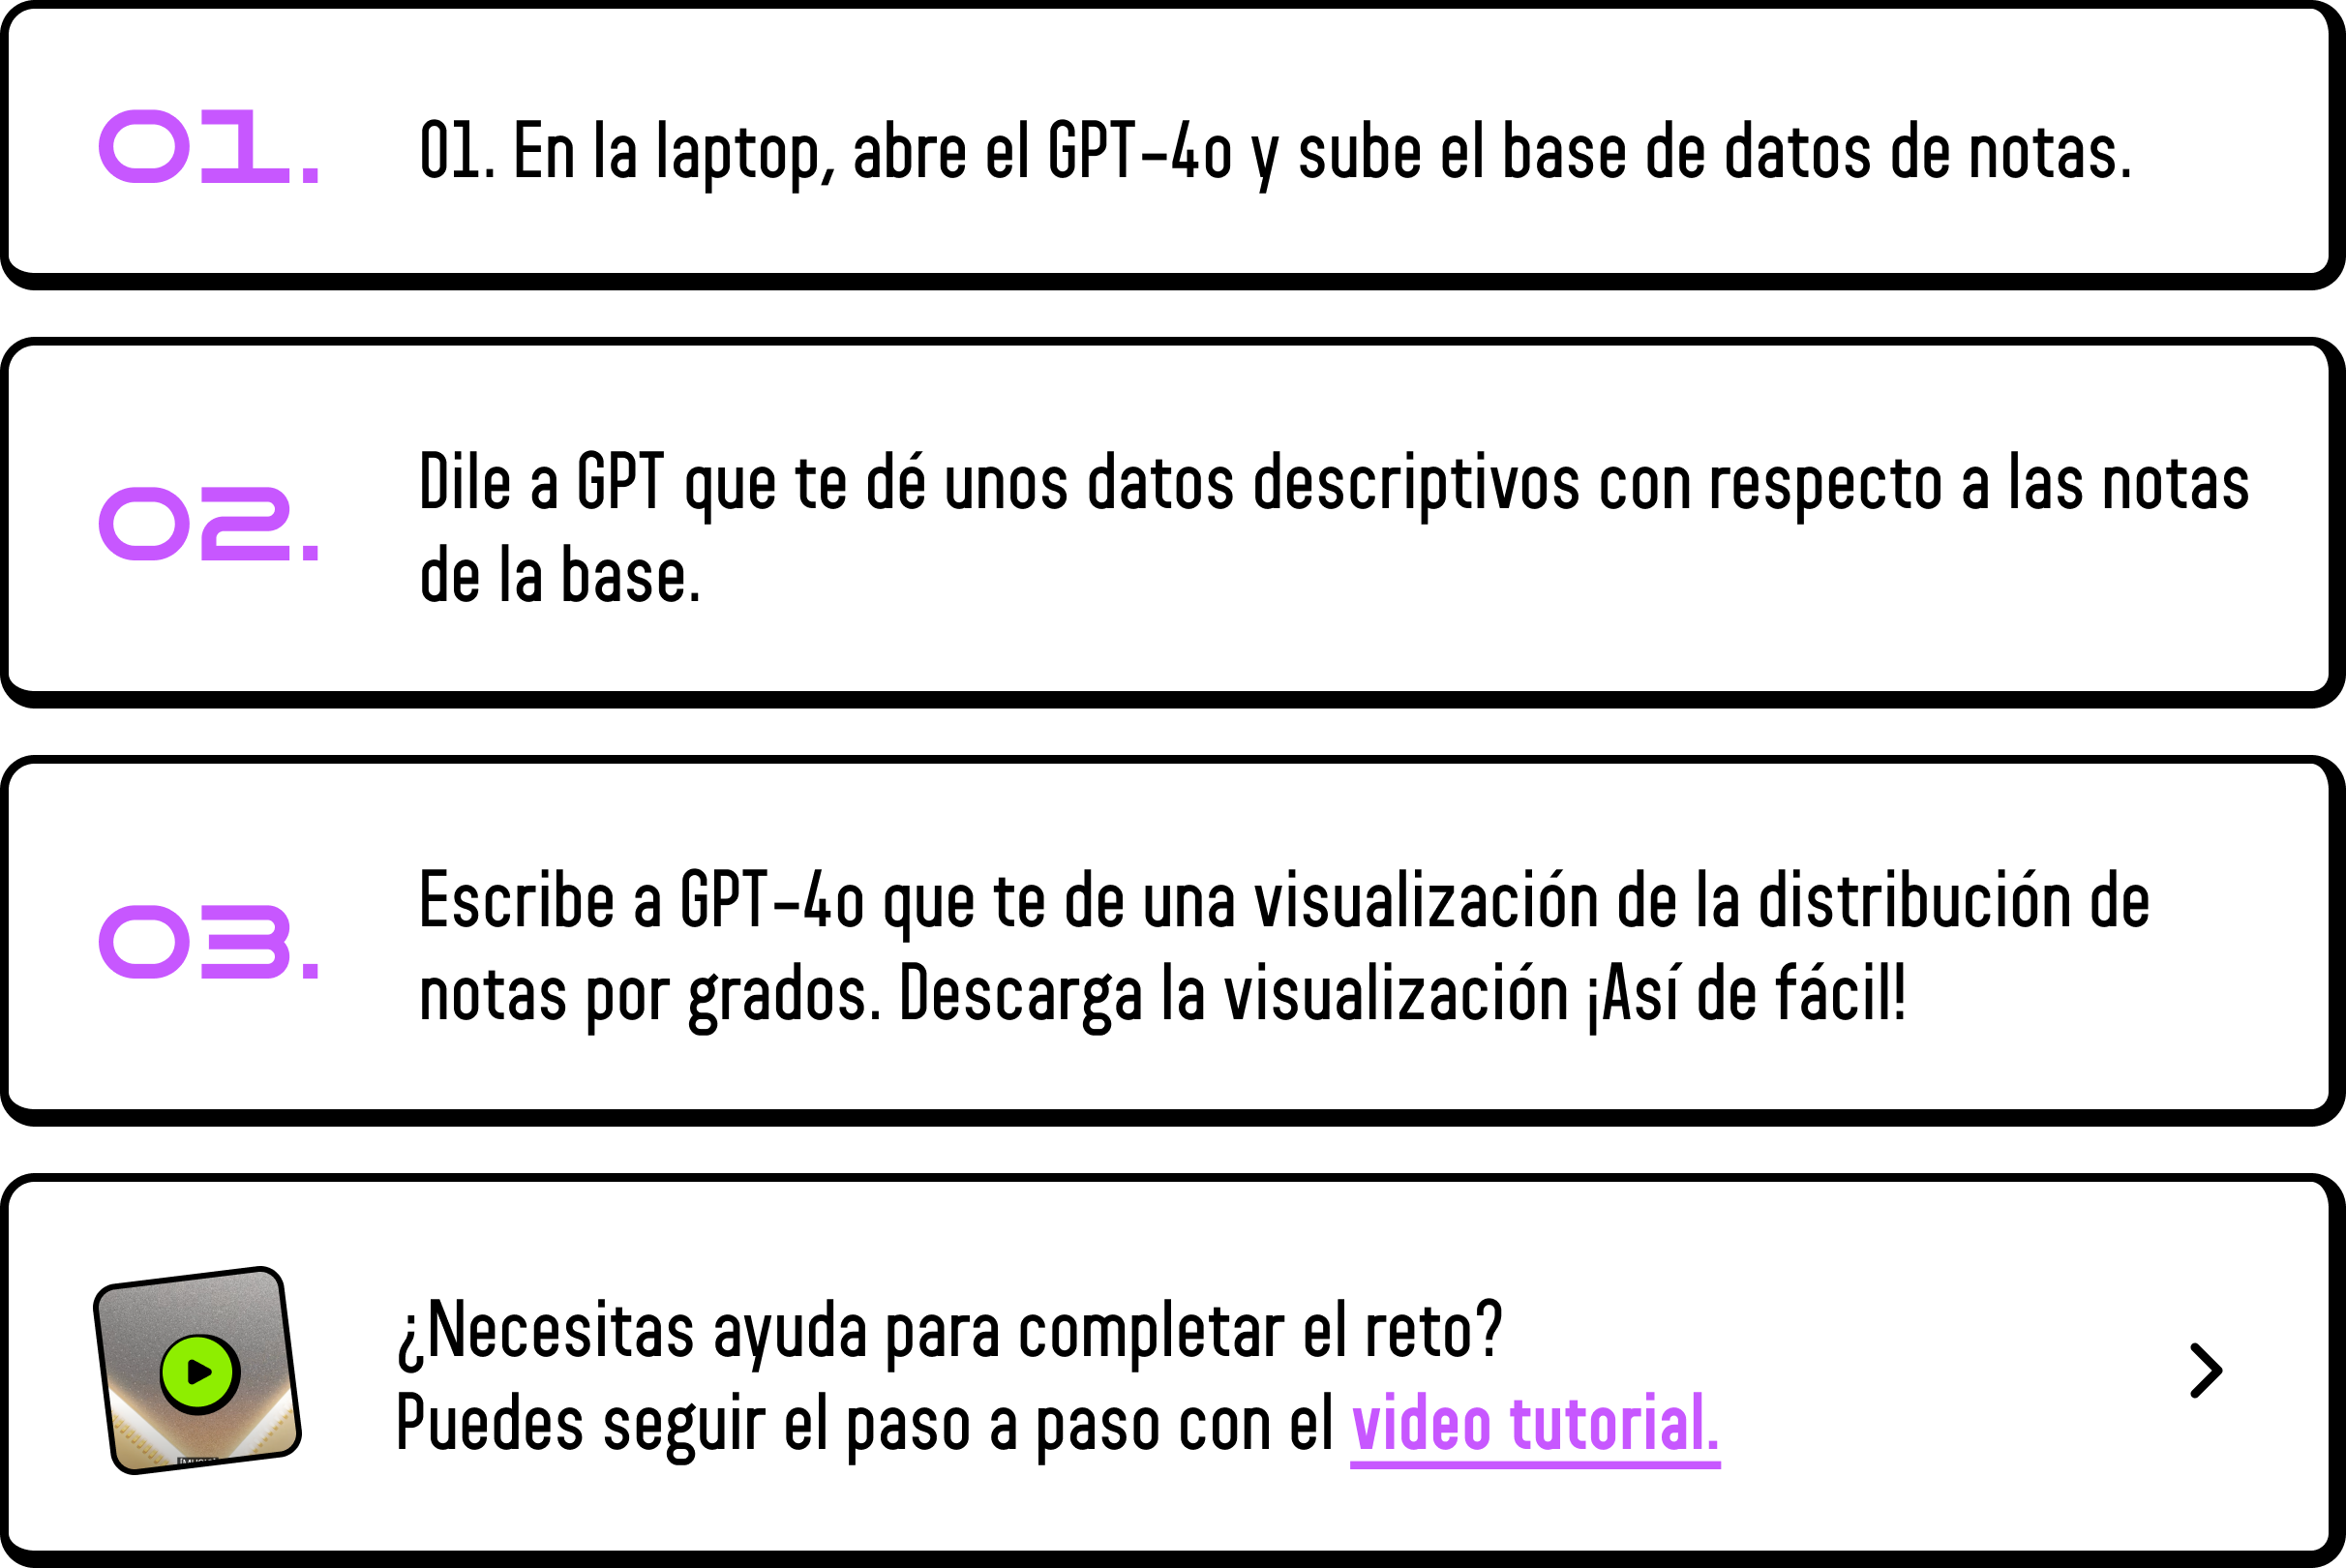 01.
01. En la laptop, abre el GPT-4o y sube el base de datos de notas.
02.
Dile a GPT que te dé unos datos descriptivos con respecto a las notas
de la base.
03.
Escribe a GPT-4o que te de una visualización de la distribución de
notas por grados. Descarga la visualización ¡Así de fácil!
¿Necesitas ayuda para completar el reto?
Puedes seguir el paso a paso con el video tutorial.